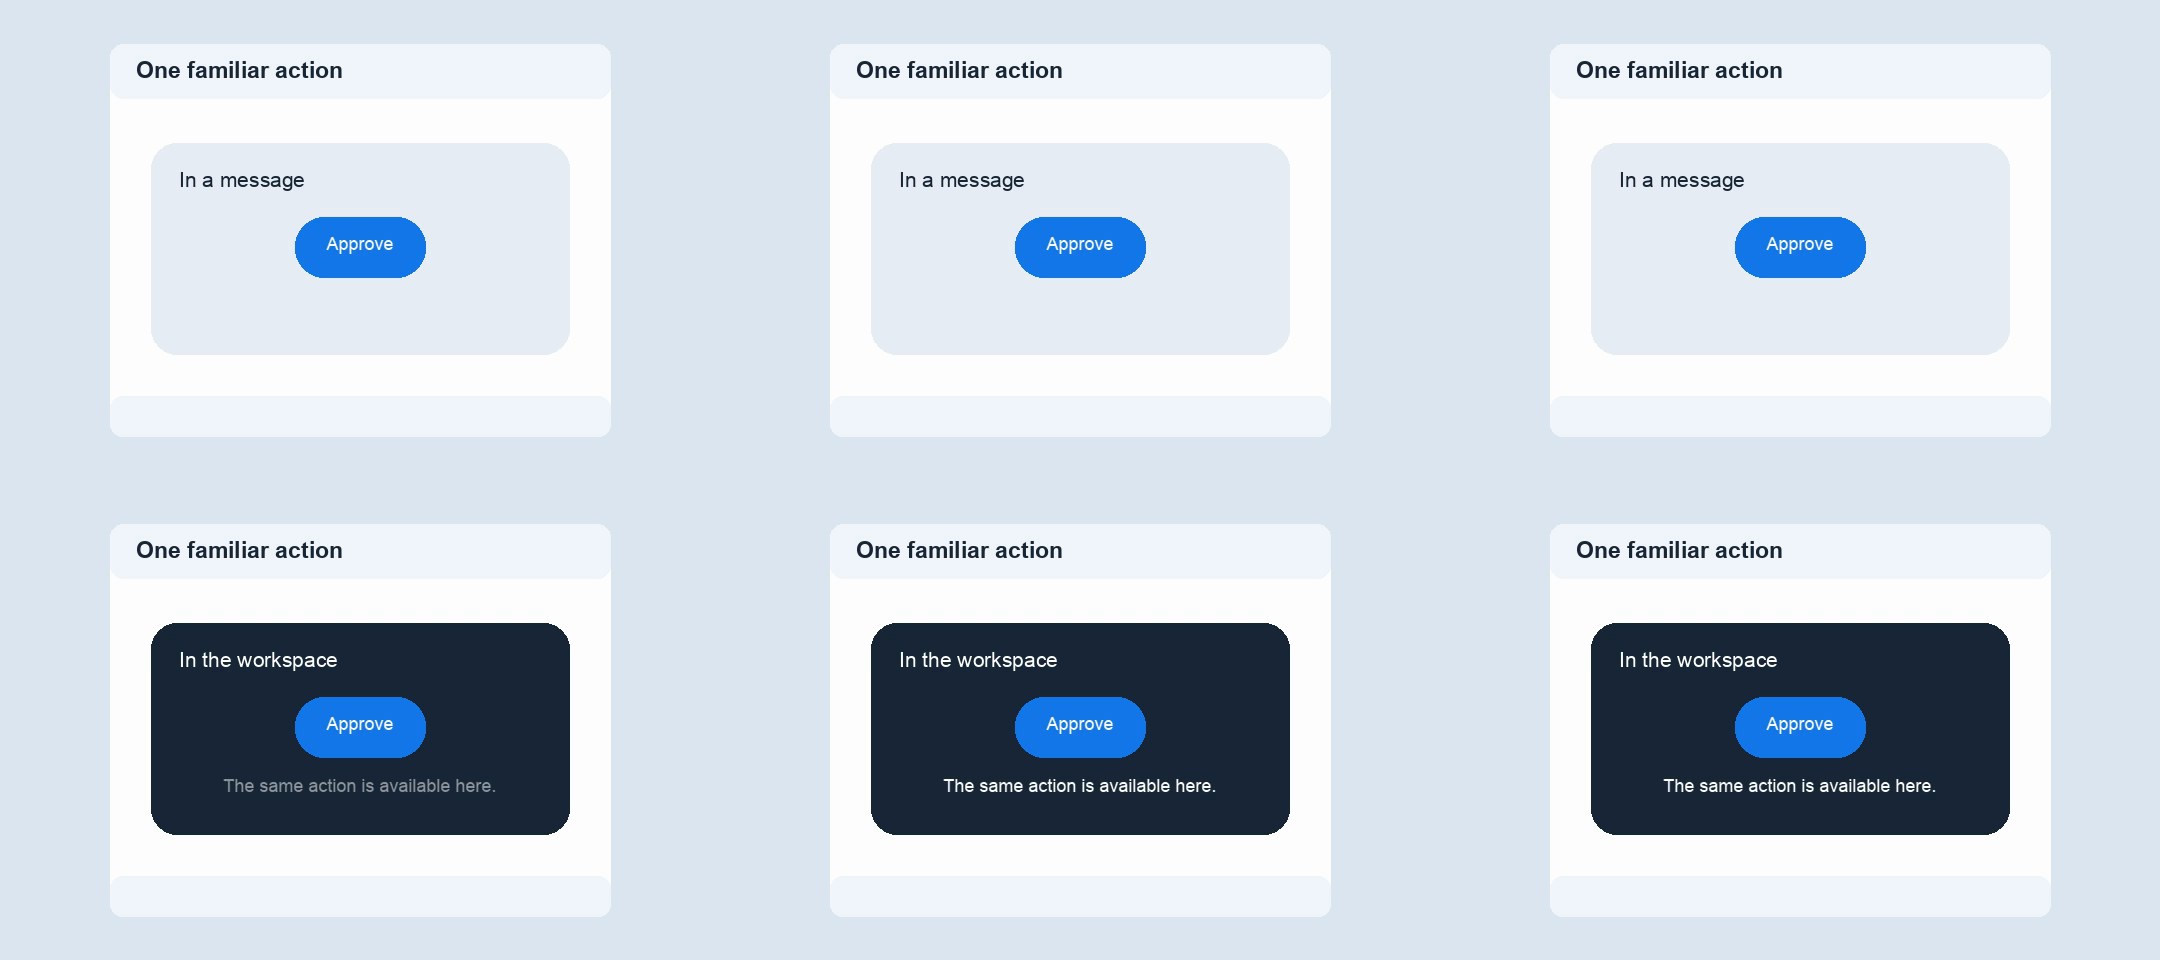 One familiar action
In a message
Approve
One familiar action
In a message
Approve
One familiar action
In a message
Approve
One familiar action
In the workspace
Approve
The same action is available here.
One familiar action
In the workspace
Approve
The same action is available here.
One familiar action
In the workspace
Approve
The same action is available here.